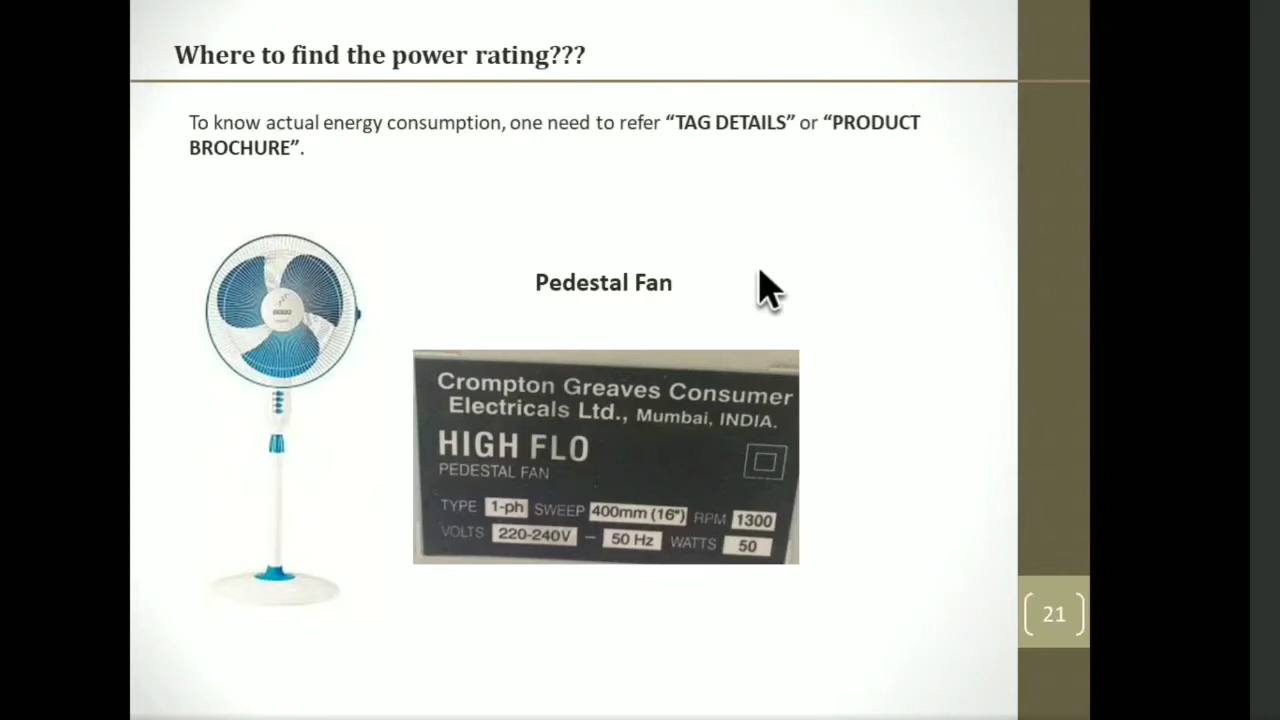 Where to find the power rating???
To know actual energy consumption, one need to refer “TAG DETAILS” or “PRODUCT
BROCHURE”.
Pedestal Fan
Crompton Greaves Consumer
Electricals Ltd., Mumbai, INDIA.
HIGH FLO
PEDESTAL FAN
TYPE 1-ph SWEEP 400mm (16") RPM 1300
VOLTS 220-240V – 50 Hz WATTS 50
21